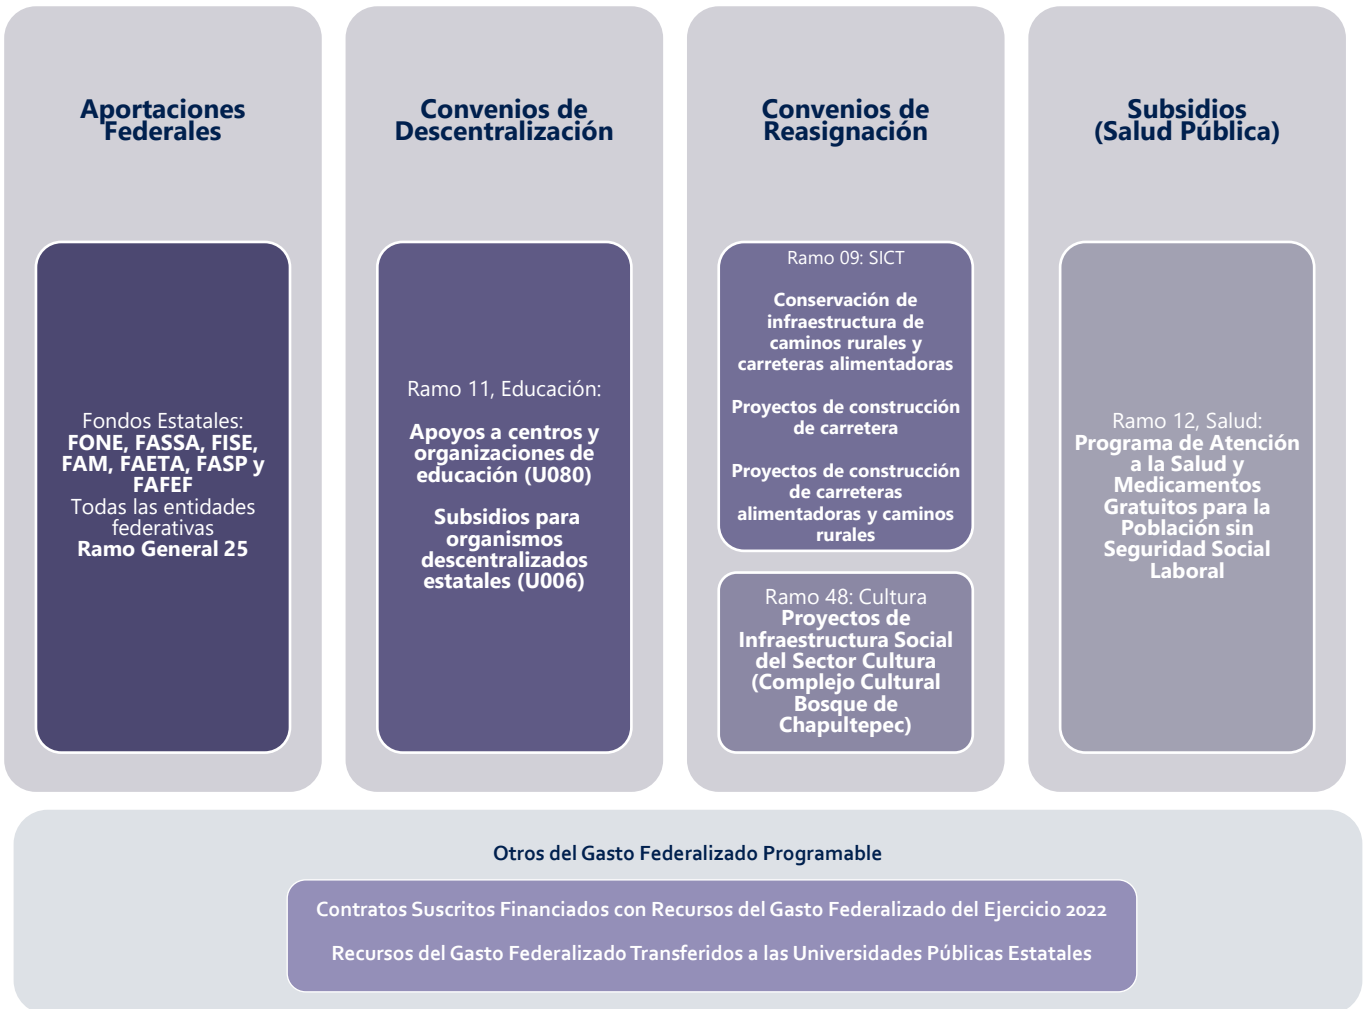 Aportaciones
Federales
Fondos Estatales:
FONE, FASSA, FISE,
FAM, FAETA, FASP y
FAFEF
Todas las entidades
federativas
Ramo General 25
Convenios de
Descentralización
Ramo 11, Educación:
Apoyos a centros y
organizaciones de
educación (U080)
Subsidios para
organismos
descentralizados
estatales (U006)
Convenios de
Reasignación
Ramo 09: SICT
Conservación de
infraestructura de
caminos rurales y
carreteras alimentadoras
Proyectos de construcción
de carretera
Proyectos de construcción
de carreteras
alimentadoras y caminos
rurales
Ramo 48: Cultura
Proyectos de
Infraestructura Social
del Sector Cultura
(Complejo Cultural
Bosque de
Chapultepec)
Subsidios
(Salud Pública)
Ramo 12, Salud:
Programa de Atención
a la Salud y
Medicamentos
Gratuitos para la
Población sin
Seguridad Social
Laboral
Otros del Gasto Federalizado Programable
Contratos Suscritos Financiados con Recursos del Gasto Federalizado del Ejercicio 2022
Recursos del Gasto Federalizado Transferidos a las Universidades Públicas Estatales